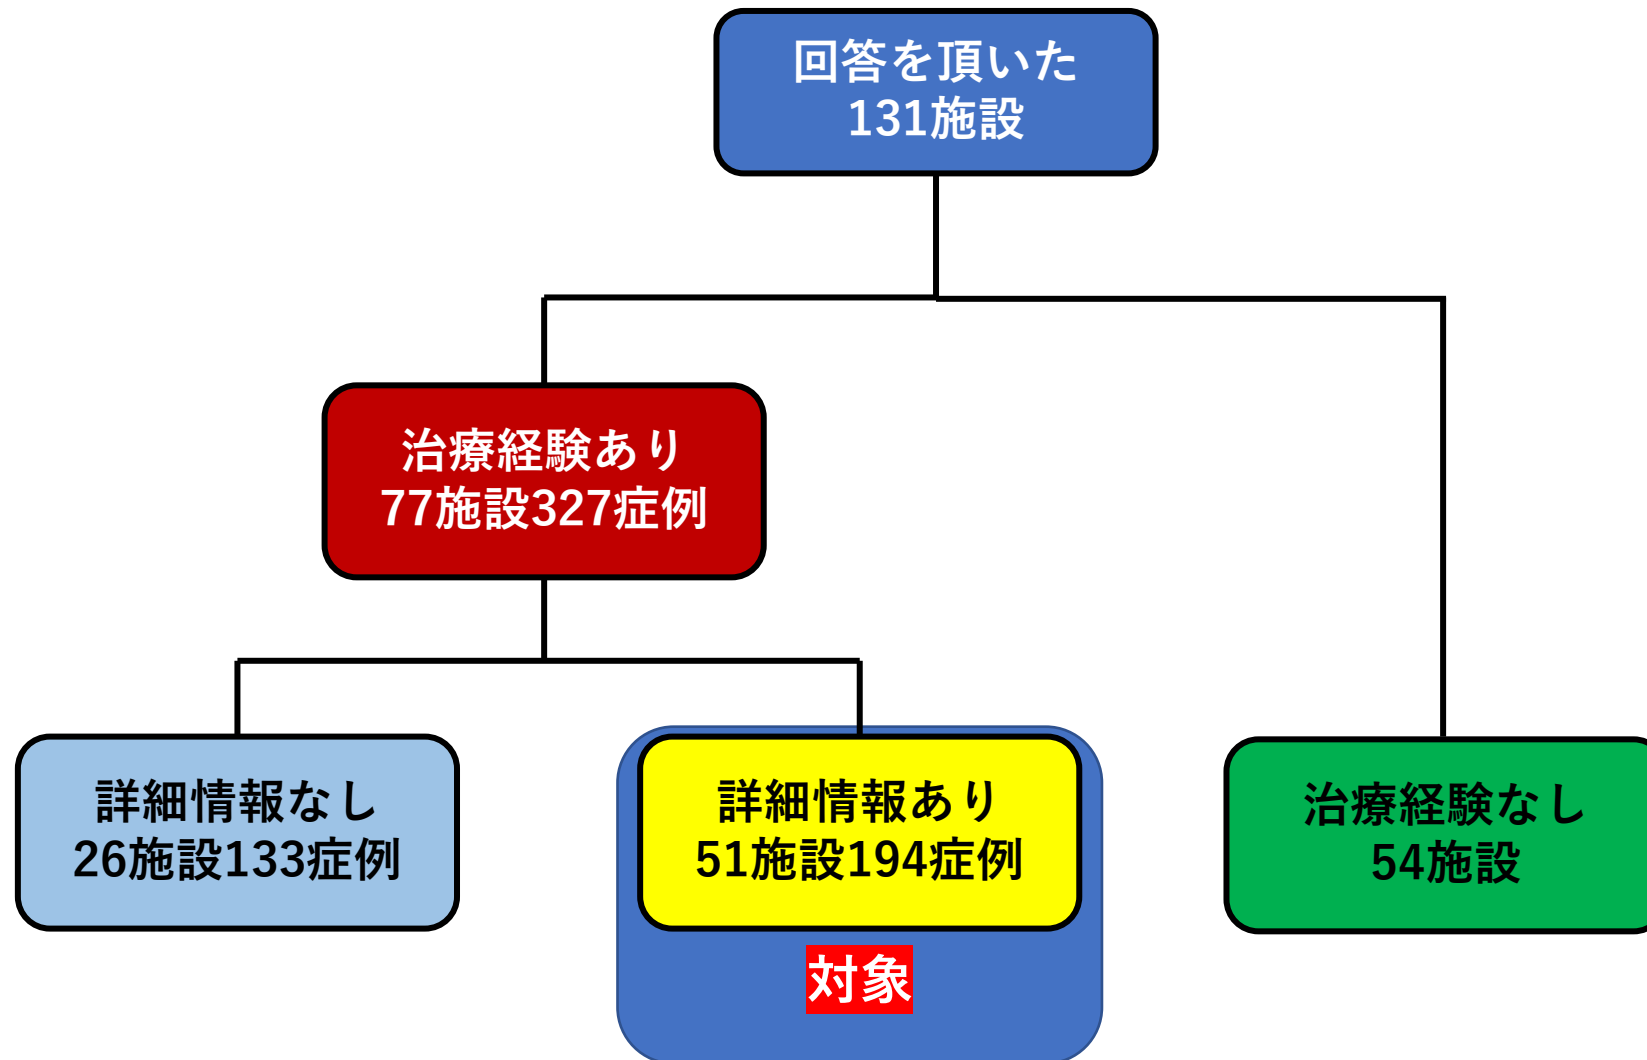 回答を頂いた
131施設
治療経験あり
77施設327症例
詳細情報なし
26施設133症例
詳細情報あり
51施設194症例
治療経験なし
54施設
対象